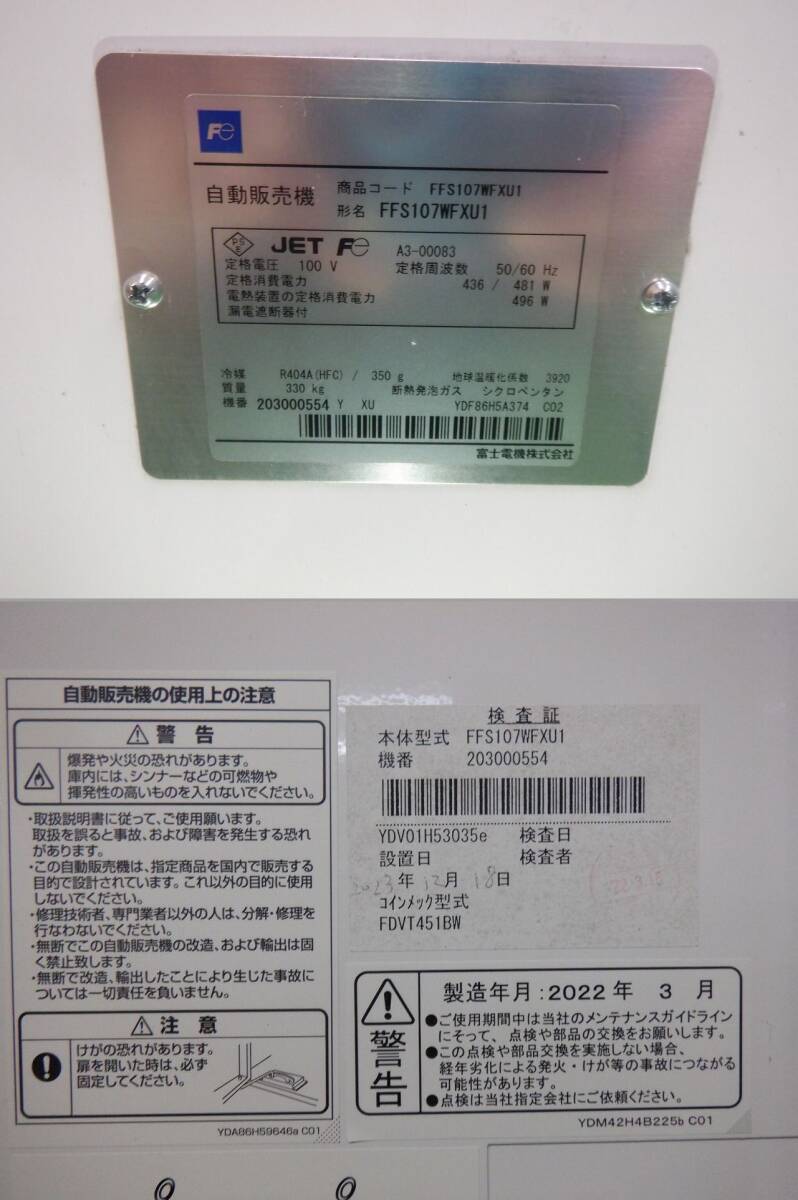 Fe
自動販売機
商品コード FFS107WFXU1
形名 FFS107WFXU1
PS E JET Fe A3-00083
定格電圧 100 V 定格周波数 50/60 Hz
定格消費電力 436 / 481 W
電熱装置の定格消費電力 496 W
漏電遮断器付
冷媒 R404A(HFC) / 350 g 地球温暖化係数 3920
質量 330 kg 断熱発泡ガス シクロペンタン
機番 203000554 Y XU YDF86H5A374 C02
富士電機株式会社
自動販売機の使用上の注意
警告
爆発や火災の恐れがあります。
庫内には、シンナーなどの可燃物や
揮発性の高いものを入れないでください。
・取扱説明書に従って、ご使用願います。
取扱を誤ると事故、および障害を発生する恐れ
があります。
・この自動販売機は、指定商品を国内で販売する
目的で設計されています。これ以外の目的に使用
しないでください。
・修理技術者、専門業者以外の人は、分解・修理を
行なわないでください。
・無断でこの自動販売機の改造、および輸出は固
く禁止致します。
・無断で改造、輸出したことにより生じた事故に
ついては一切責任を負いません。
注意
けがの恐れがあります。
扉を開いた時は、必ず
固定してください。
YDA86H59646a C01
検査証
本体型式 FFS107WFXU1
機番 203000554
YDV01H53035e 検査日
設置日 検査者
2023年 12月 18日
コインメック型式
FDVT451BW
警告
製造年月：2022年 3 月
●ご使用期間中は当社のメンテナンスガイドライン
にそって、点検や部品の交換をお願いします。
●この点検や部品交換を実施しない場合、
経年劣化による発火・けが等の事故につながる
可能性があります。
●点検は当社指定会社にご依頼ください。
YDM42H4B225b C01